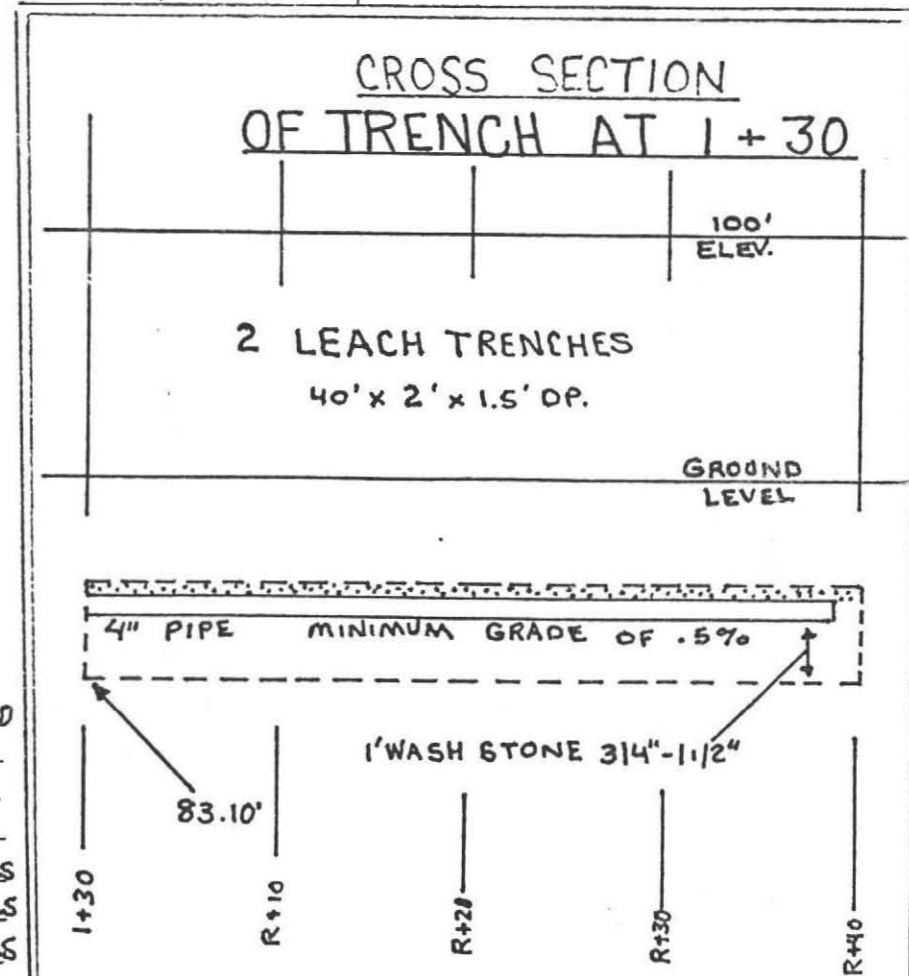 CROSS SECTION
OF TRENCH AT 1 + 30
100'
ELEV.
2 LEACH TRENCHES
40' x 2' x 1.5' DP.
GROUND
LEVEL
4" PIPE MINIMUM GRADE OF .5%
1' WASH STONE 3/4"-1 1/2"
83.10'
1+30
R+10
R+20
R+30
R+40